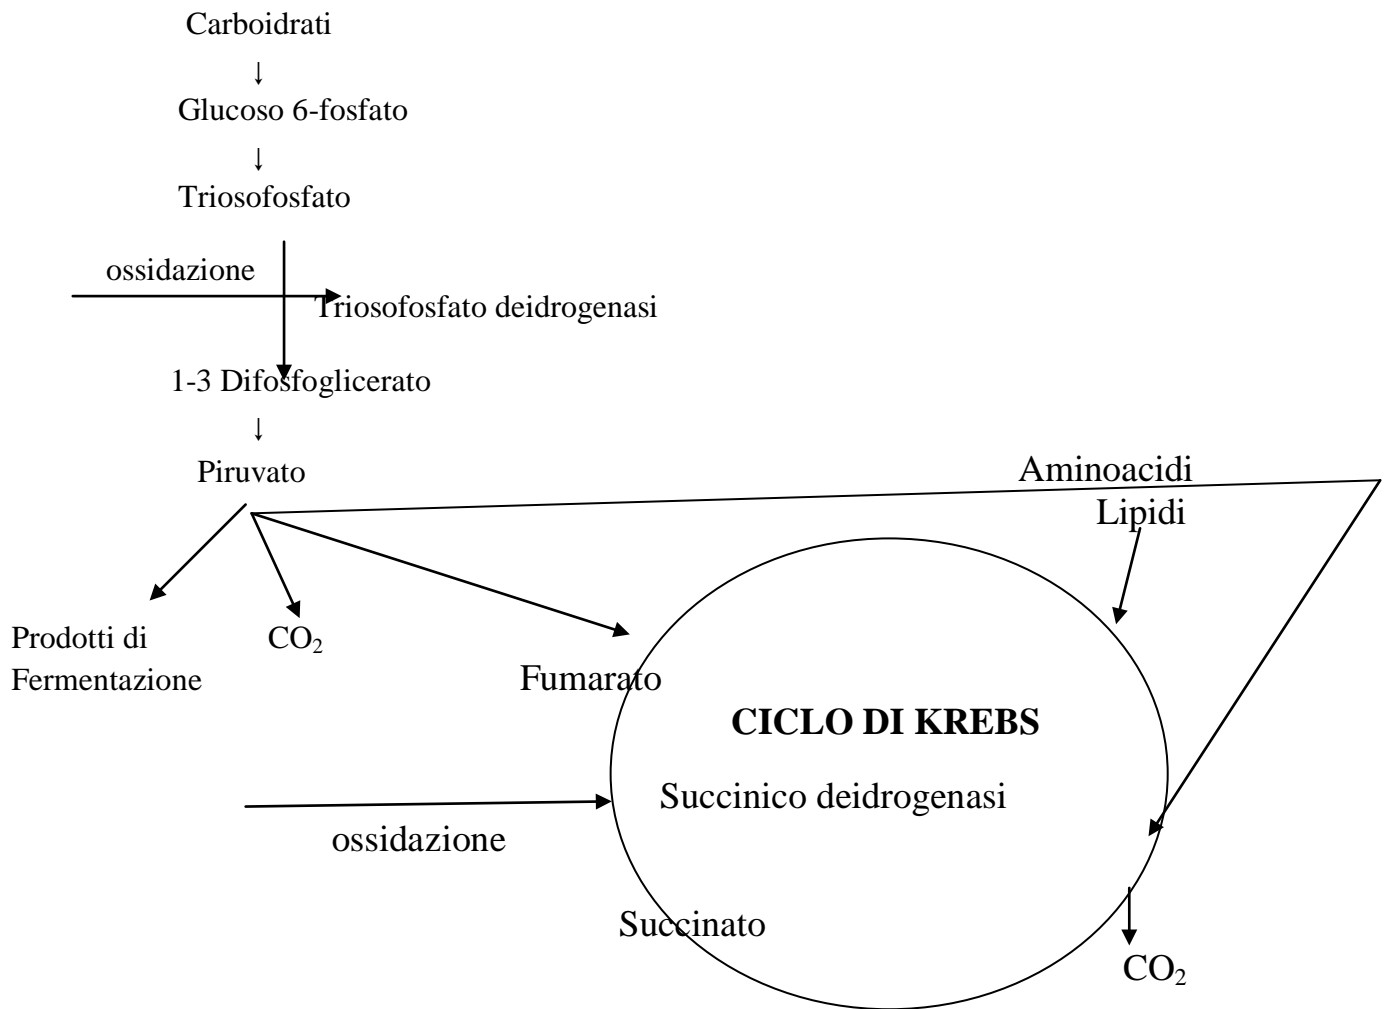 Carboidrati
↓
Glucoso 6-fosfato
↓
Triosofosfato
ossidazione
Triosofosfato deidrogenasi
1-3 Difosfoglicerato
↓
Piruvato
Aminoacidi
Lipidi
Prodotti di
Fermentazione
CO₂
Fumarato
CICLO DI KREBS
Succinico deidrogenasi
ossidazione
Succinato
CO₂